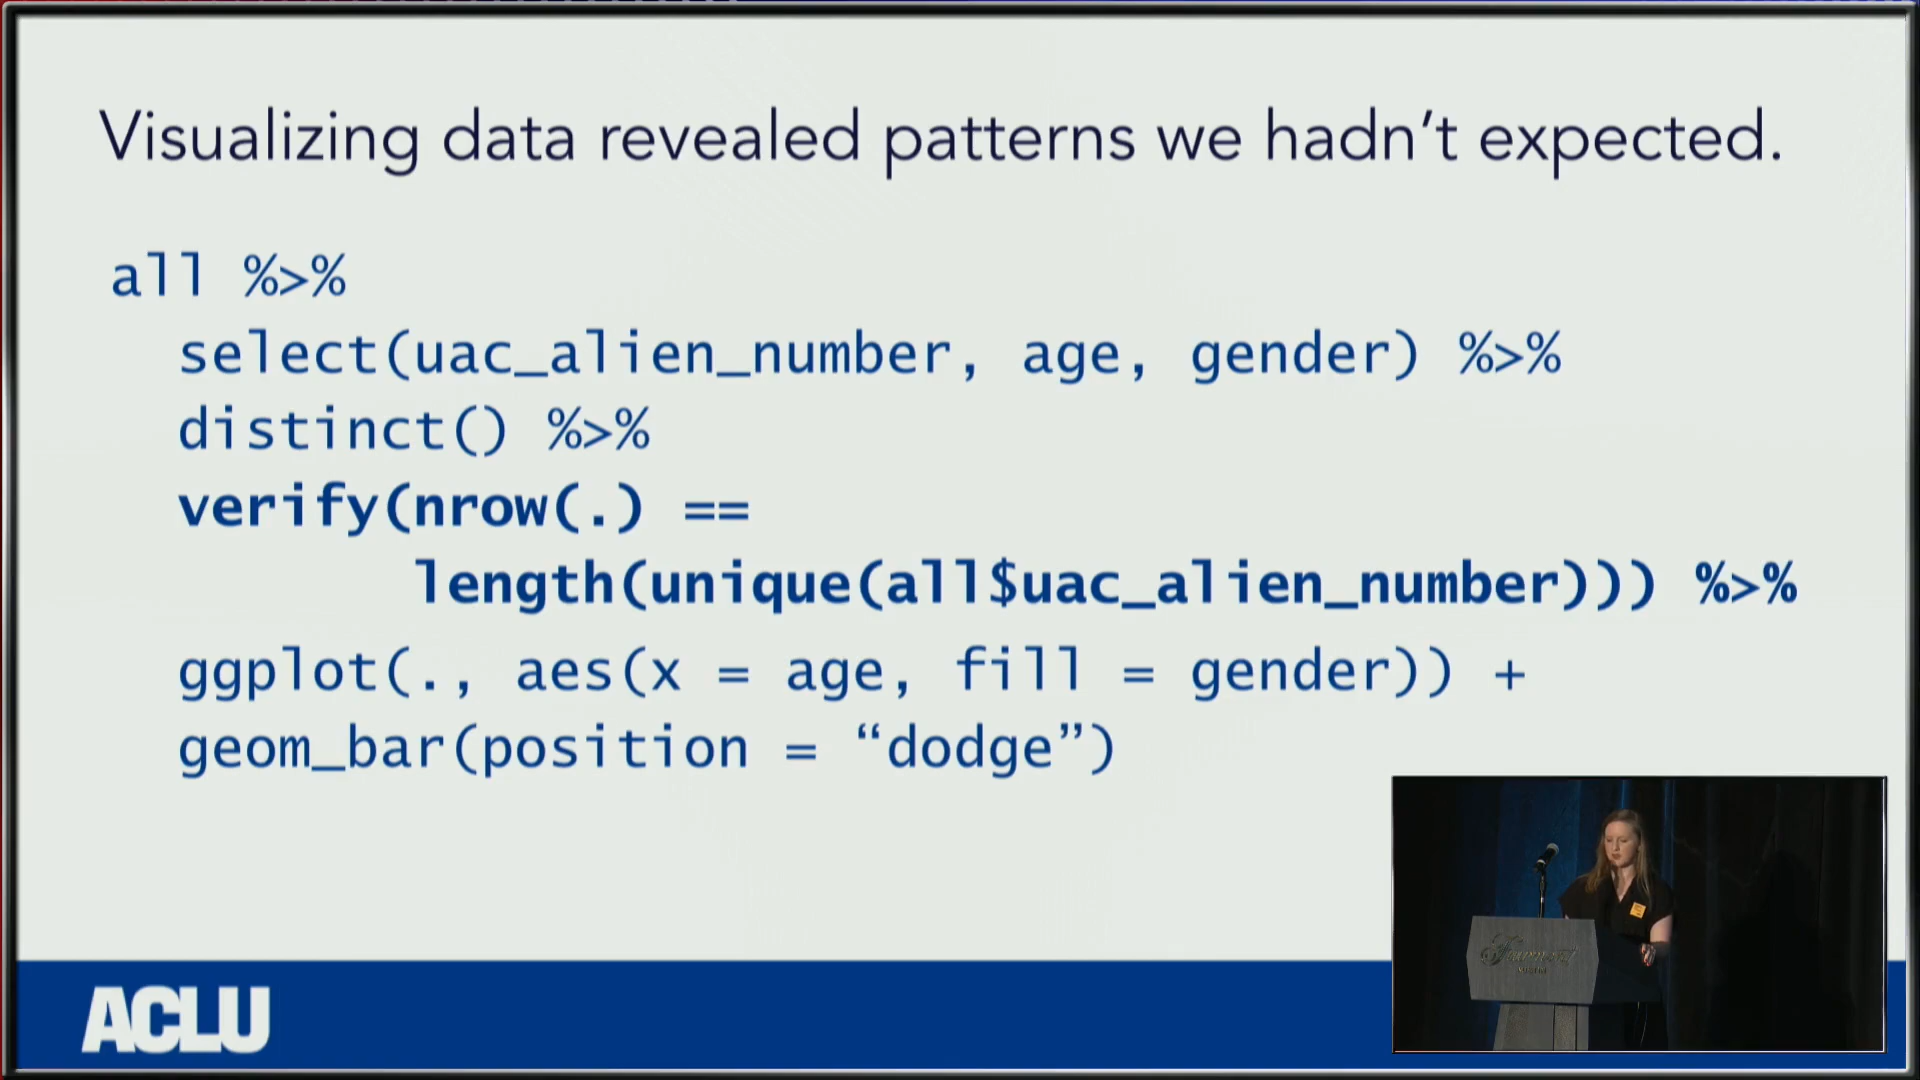 Visualizing data revealed patterns we hadn't expected.
all %>%
select(uac_alien_number, age, gender) %>%
distinct() %>%
verify(nrow(.) ==
length(unique(all$uac_alien_number))) %>%
ggplot(., aes(x = age, fill = gender)) +
geom_bar(position = “dodge”)
ACLU